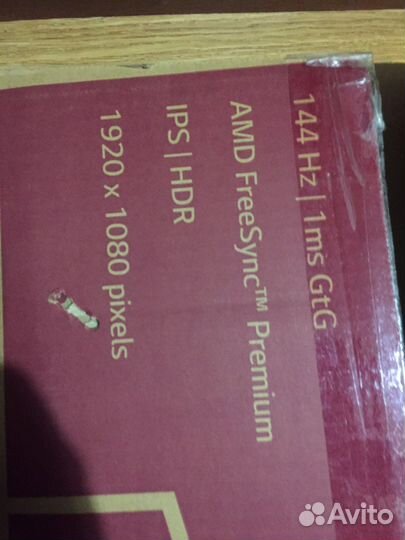 144 Hz | 1ms GtG
AMD FreeSync™ Premium
IPS | HDR
1920 x 1080 pixels
Avito